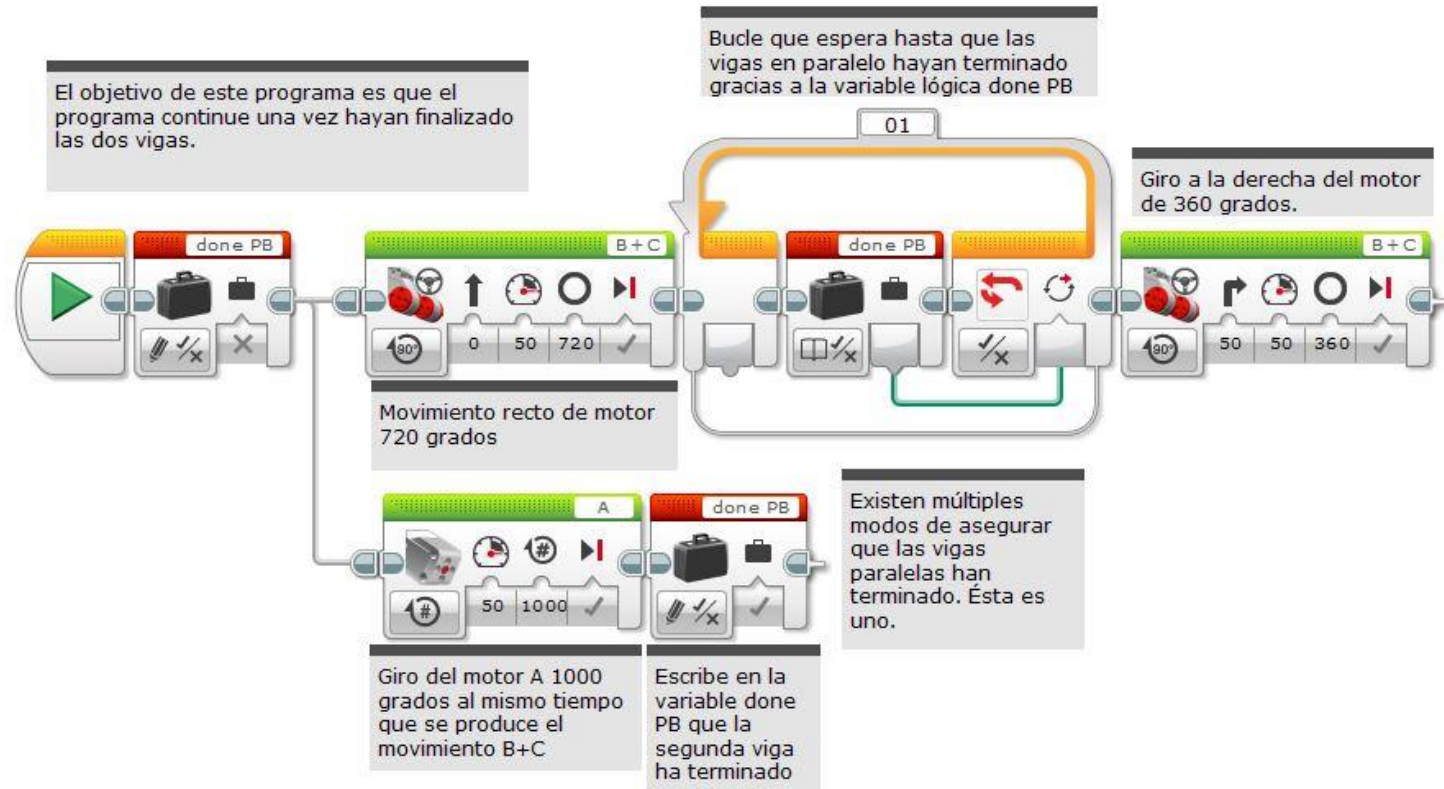 Bucle que espera hasta que las
vigas en paralelo hayan terminado
gracias a la variable lógica done PB
El objetivo de este programa es que el
programa continue una vez hayan finalizado
las dos vigas.
01
Giro a la derecha del motor
de 360 grados.
done PB
B+C
done PB
B+C
90°
0
50
720
90°
50
50
360
Movimiento recto de motor
720 grados
A
done PB
#
#
50
1000
Existen múltiples
modos de asegurar
que las vigas
paralelas han
terminado. Ésta es
uno.
Giro del motor A 1000
grados al mismo tiempo
que se produce el
movimiento B+C
Escribe en la
variable done
PB que la
segunda viga
ha terminado